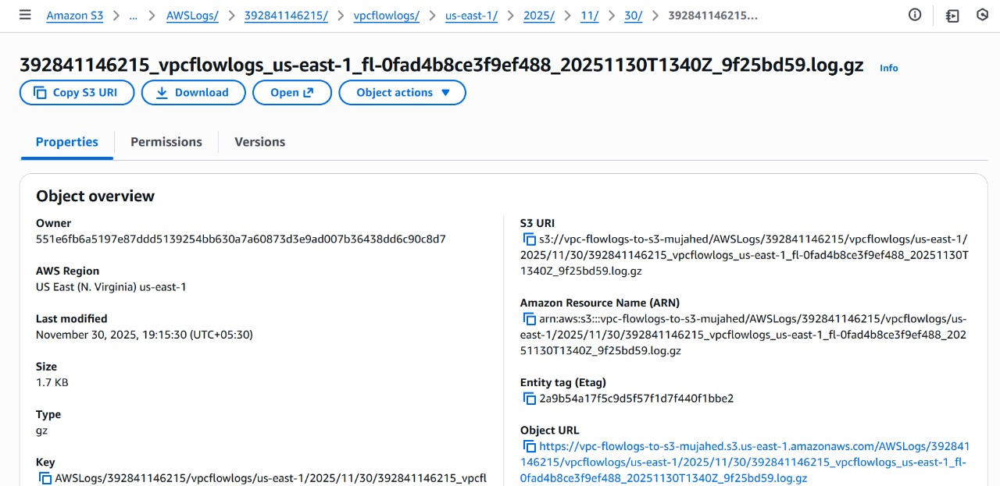 Amazon S3 > ... > AWSLogs/ > 392841146215/ > vpcflowlogs/ > us-east-1/ > 2025/ > 11/ > 30/ > 392841146215...
392841146215_vpcflowlogs_us-east-1_fl-0fad4b8ce3f9ef488_20251130T1340Z_9f25bd59.log.gz Info
Copy S3 URI Download Open Object actions
Properties Permissions Versions
Object overview
Owner
551e6fb6a5197e87ddd5139254bb630a7a60873d3e9ad007b36438dd6c90c8d7
AWS Region
US East (N. Virginia) us-east-1
Last modified
November 30, 2025, 19:15:30 (UTC+05:30)
Size
1.7 KB
Type
gz
Key
AWSLogs/392841146215/vpcflowlogs/us-east-1/2025/11/30/392841146215_vpcfl
S3 URI
s3://vpc-flowlogs-to-s3-mujahed/AWSLogs/392841146215/vpcflowlogs/us-east-1/
2025/11/30/392841146215_vpcflowlogs_us-east-1_fl-0fad4b8ce3f9ef488_20251130T
1340Z_9f25bd59.log.gz
Amazon Resource Name (ARN)
arn:aws:s3:::vpc-flowlogs-to-s3-mujahed/AWSLogs/392841146215/vpcflowlogs/us-
east-1/2025/11/30/392841146215_vpcflowlogs_us-east-1_fl-0fad4b8ce3f9ef488_202
51130T1340Z_9f25bd59.log.gz
Entity tag (Etag)
2a9b54a17f5c9d5f57f1d7f440f1bbe2
Object URL
https://vpc-flowlogs-to-s3-mujahed.s3.us-east-1.amazonaws.com/AWSLogs/392841
146215/vpcflowlogs/us-east-1/2025/11/30/392841146215_vpcflowlogs_us-east-1_fl-
0fad4b8ce3f9ef488_20251130T1340Z_9f25bd59.log.gz